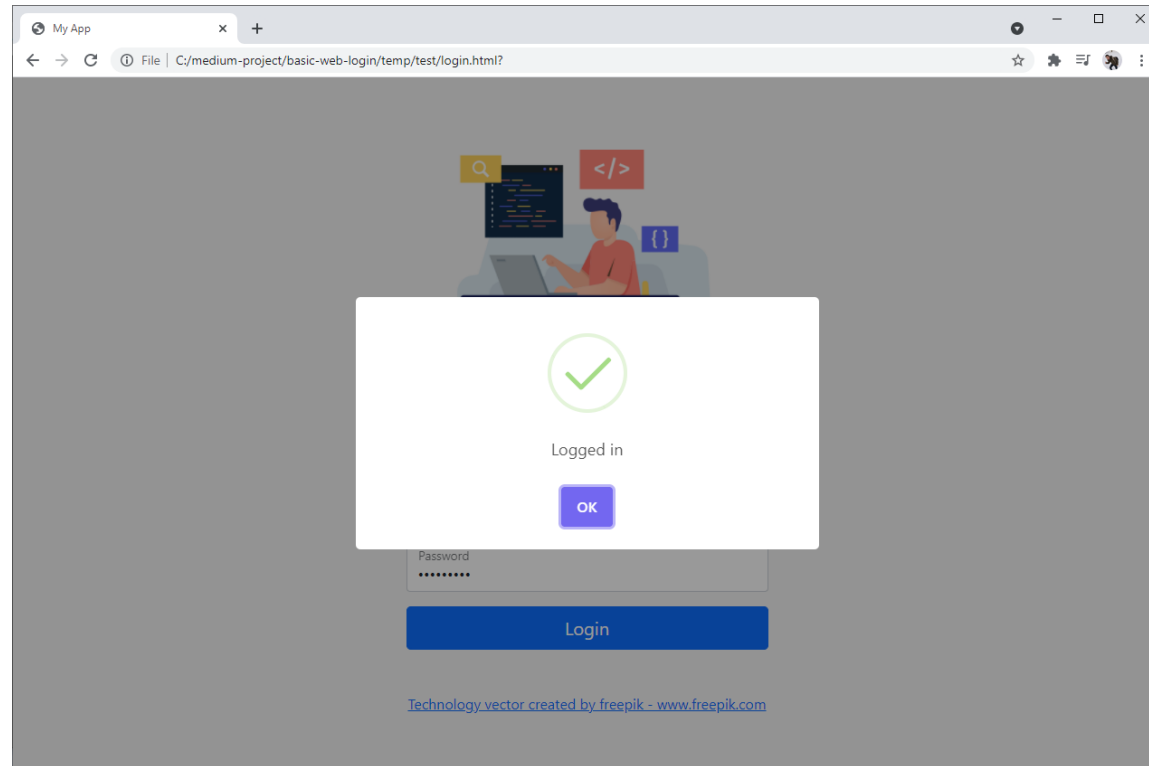 My App
File
C:/medium-project/basic-web-login/temp/test/login.html?
</>
{}
Logged in
OK
Password
•••••••••
Login
Technology vector created by freepik - www.freepik.com